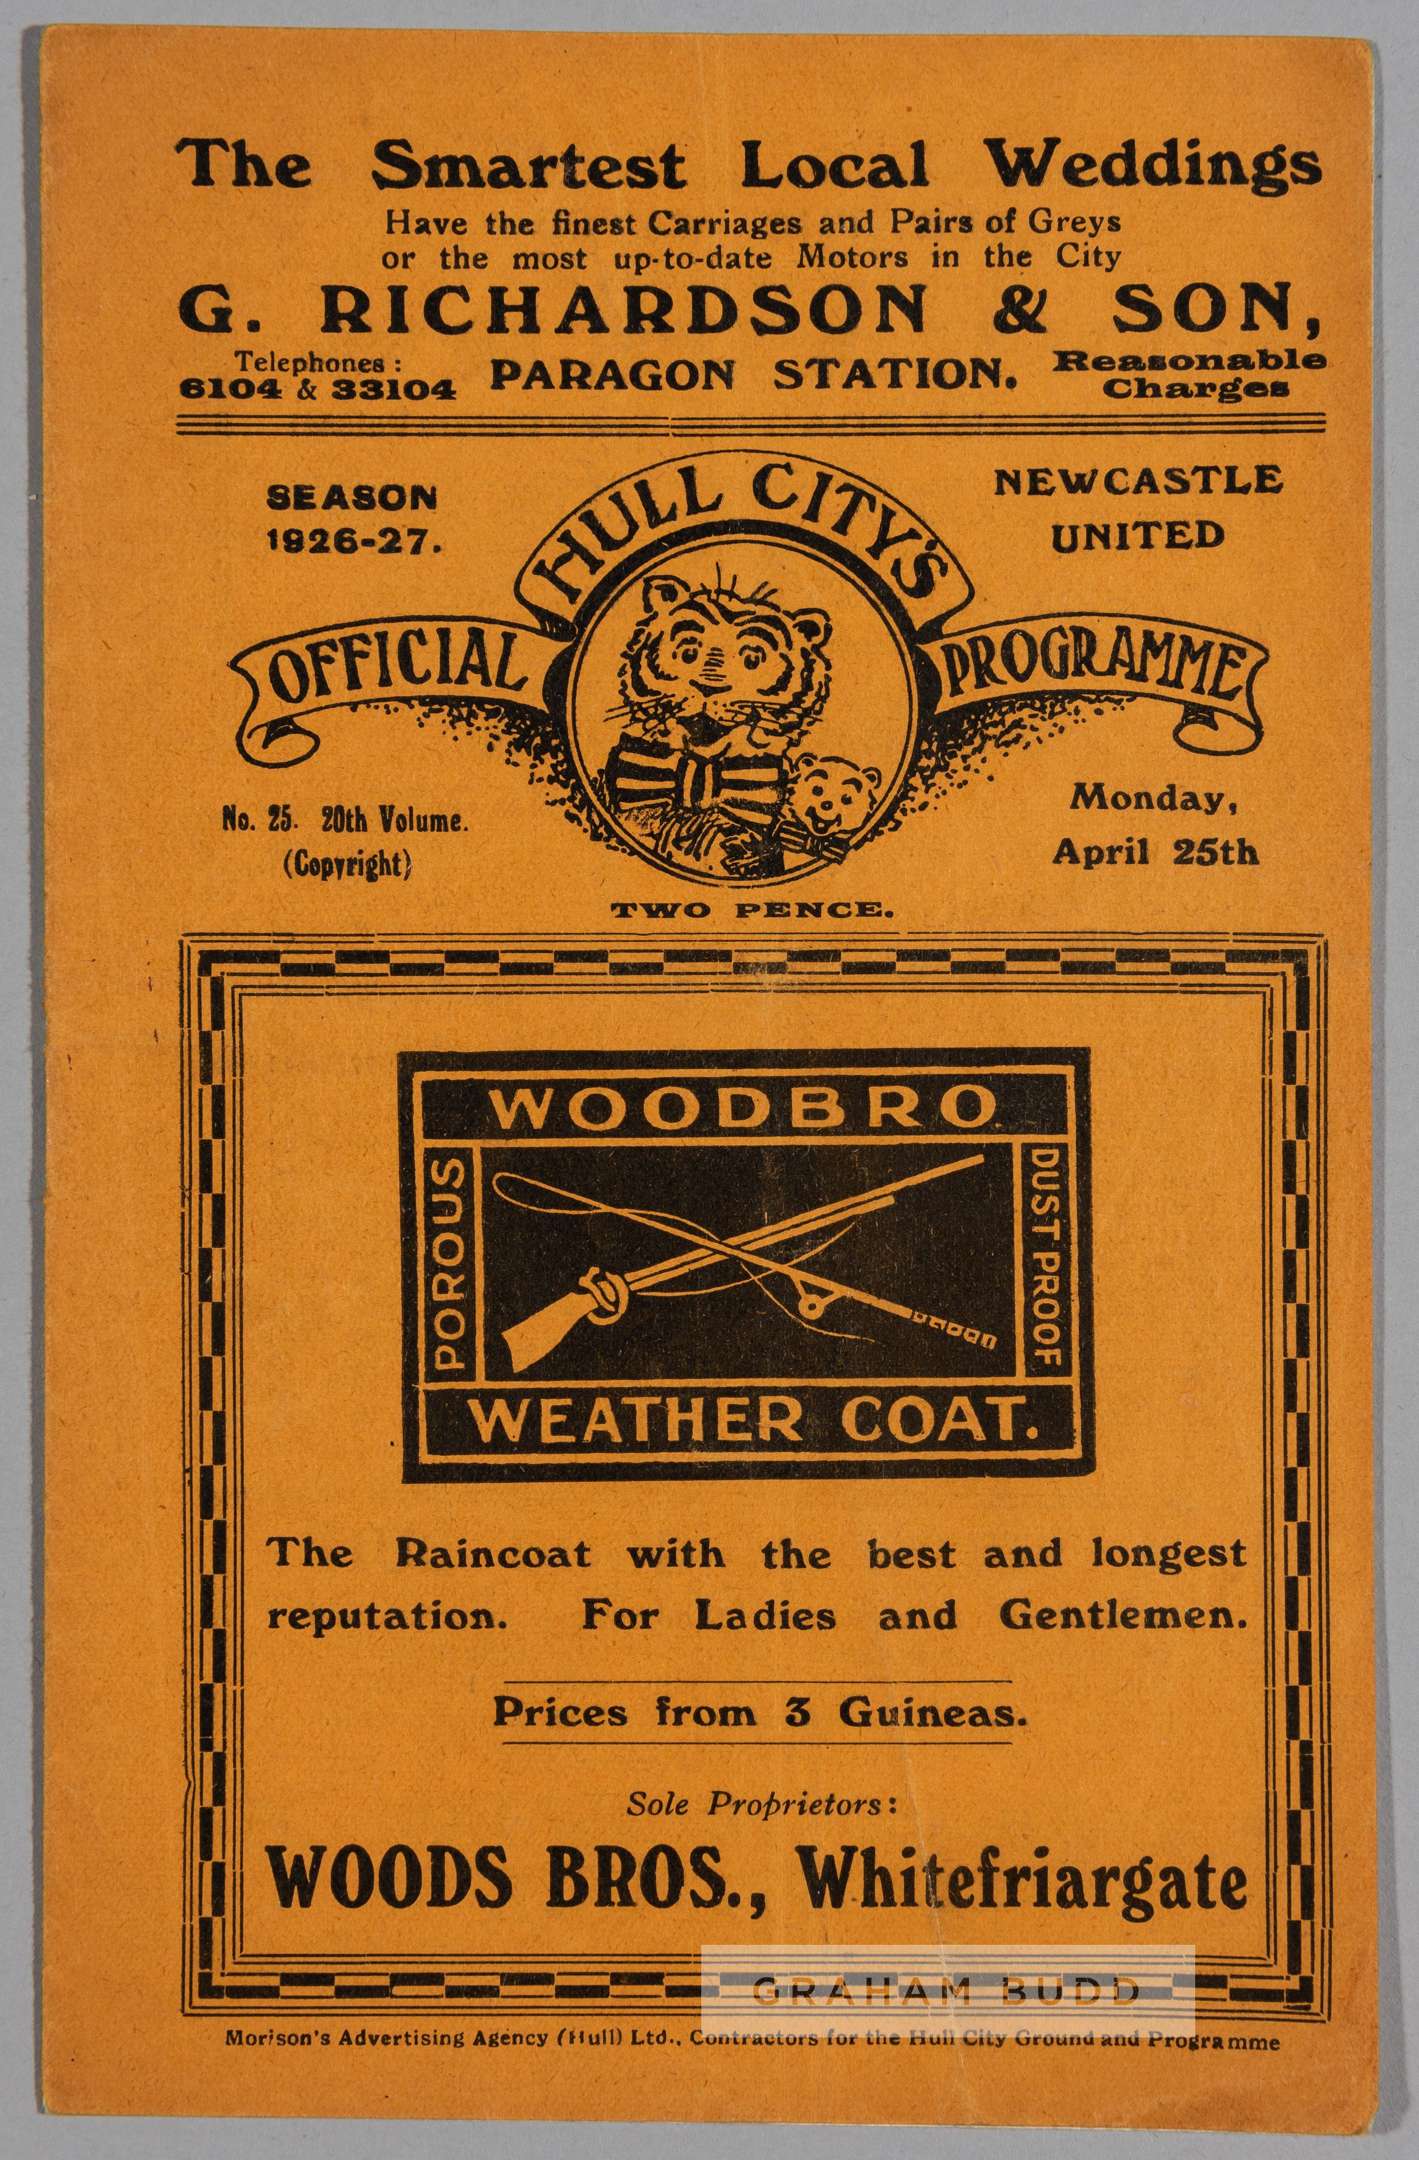 The Smartest Local Weddings
Have the finest Carriages and Pairs of Greys
or the most up-to-date Motors in the City
G. RICHARDSON & SON,
Telephones :
6104 & 33104
PARAGON STATION.
Reasonable
Charges
SEASON
1926-27.
HULL CITY'S
OFFICIAL
PROGRAMME
NEWCASTLE
UNITED
No. 25. 20th Volume.
(Copyright)
Monday,
April 25th
TWO PENCE.
WOODBRO
POROUS
DUST PROOF
WEATHER COAT.
The Raincoat with the best and longest
reputation. For Ladies and Gentlemen.
Prices from 3 Guineas.
Sole Proprietors:
WOODS BROS., Whitefriargate
GRAHAM BUDD
Morison's Advertising Agency (Hull) Ltd., Contractors for the Hull City Ground and Programme